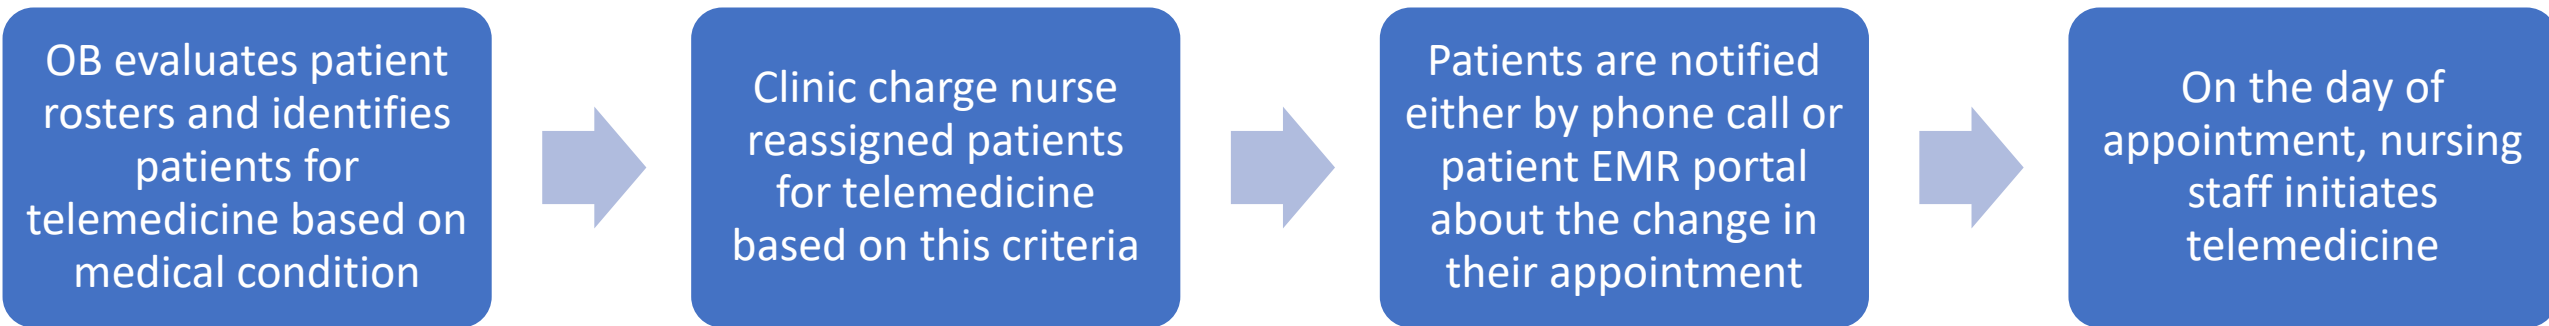 OB evaluates patient
rosters and identifies
patients for
telemedicine based on
medical condition
Clinic charge nurse
reassigned patients
for telemedicine
based on this criteria
Patients are notified
either by phone call or
patient EMR portal
about the change in
their appointment
On the day of
appointment, nursing
staff initiates
telemedicine